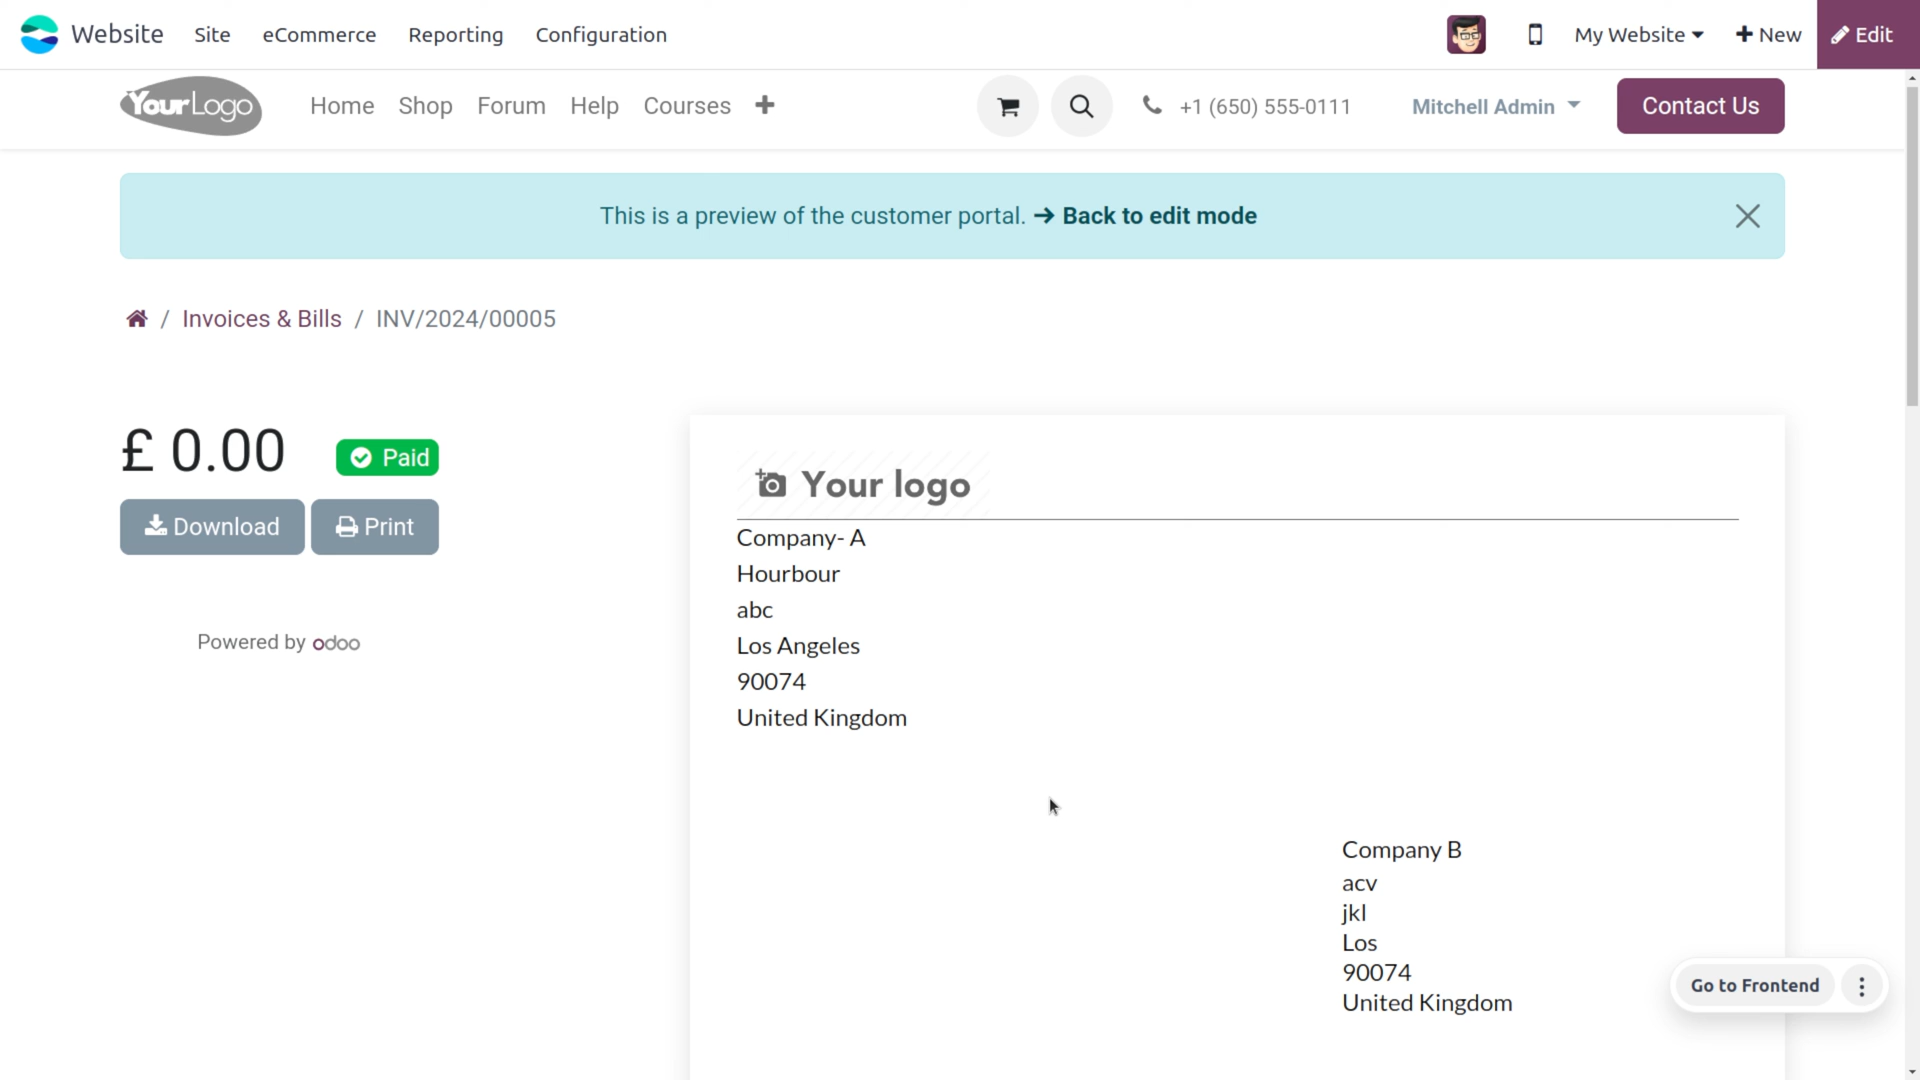 Website Site eCommerce Reporting Configuration My Website New Edit
YourLogo Home Shop Forum Help Courses +1 (650) 555-0111 Mitchell Admin Contact Us
This is a preview of the customer portal. → Back to edit mode
/ Invoices & Bills / INV/2024/00005
£ 0.00 Paid
Download Print
Powered by odoo
Your logo
Company- A
Hourbour
abc
Los Angeles
90074
United Kingdom
Company B
acv
jkl
Los
90074
United Kingdom
Go to Frontend